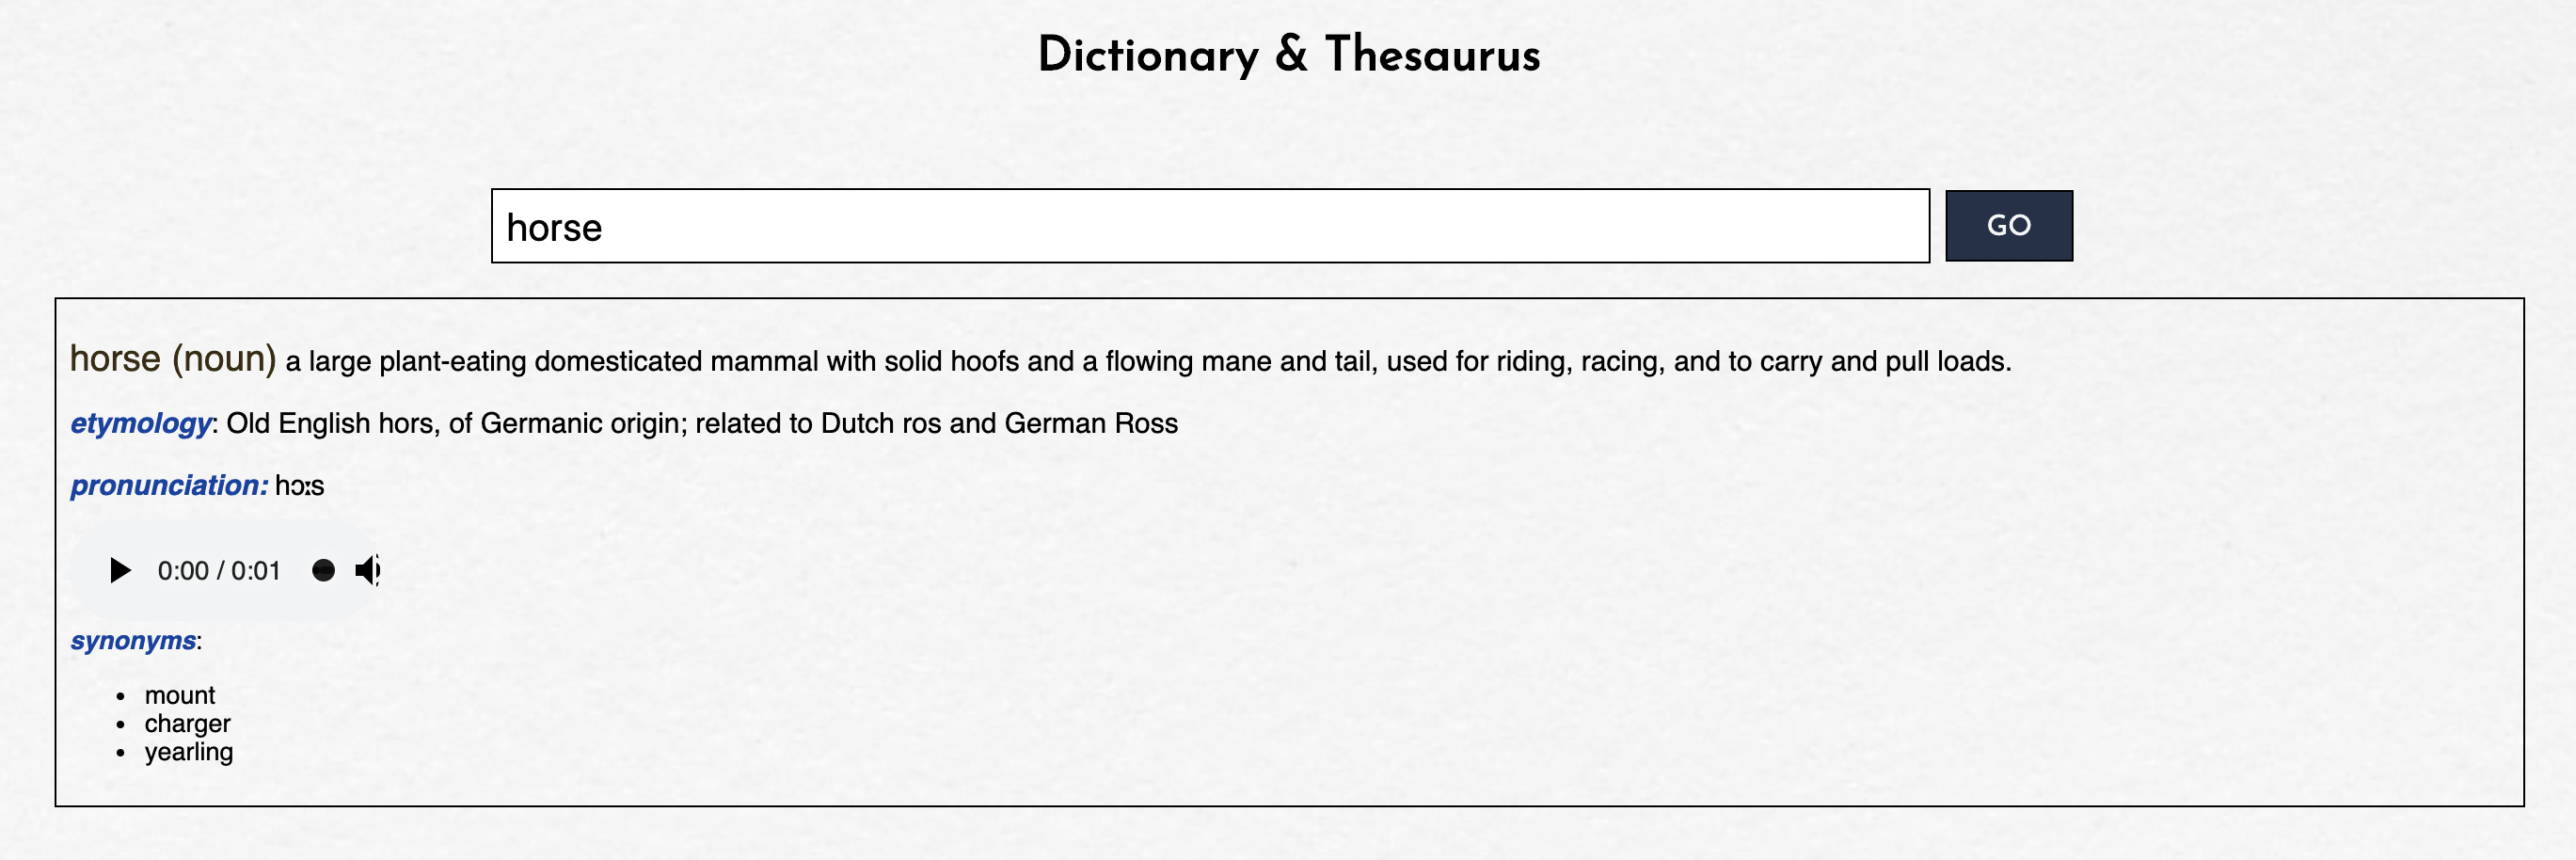 Dictionary & Thesaurus
horse
GO
horse (noun) a large plant-eating domesticated mammal with solid hoofs and a flowing mane and tail, used for riding, racing, and to carry and pull loads.
etymology: Old English hors, of Germanic origin; related to Dutch ros and German Ross
pronunciation: hɔːs
0:00 / 0:01
synonyms:
• mount
• charger
• yearling